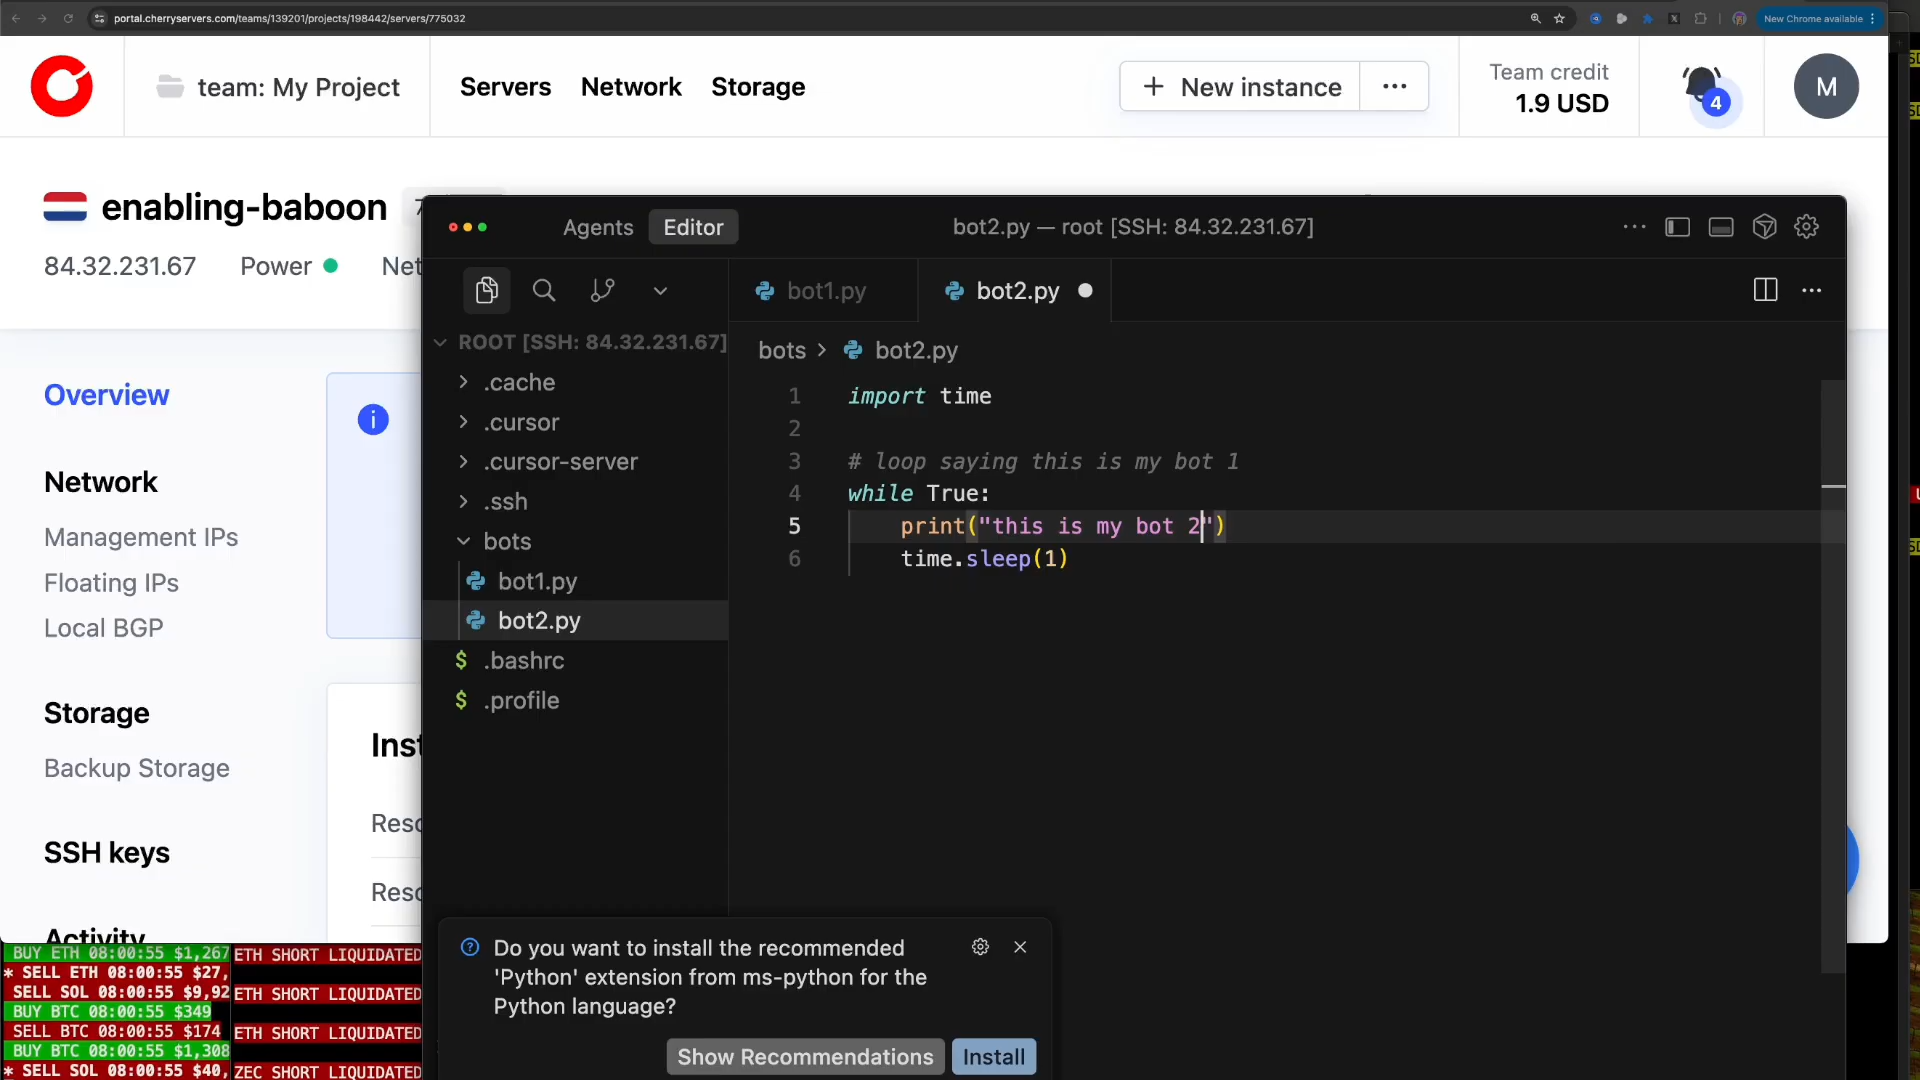 portal.cherryservers.com/teams/139201/projects/198442/servers/775032
New Chrome available
team: My Project
Servers
Network
Storage
+ New instance
Team credit
1.9 USD
4
M
enabling-baboon
84.32.231.67
Power
Overview
Network
Management IPs
Floating IPs
Local BGP
Storage
Backup Storage
SSH keys
Activity
Agents
Editor
bot2.py — root [SSH: 84.32.231.67]
ROOT [SSH: 84.32.231.67]
.cache
.cursor
.cursor-server
.ssh
bots
bot1.py
bot2.py
$ .bashrc
$ .profile
bot1.py
bot2.py
bots > bot2.py
1 import time
2
3 # loop saying this is my bot 1
4 while True:
5 print("this is my bot 2")
6 time.sleep(1)
Do you want to install the recommended
'Python' extension from ms-python for the
Python language?
Show Recommendations
Install
BUY ETH 08:00:55 $1,267
* SELL ETH 08:00:55 $27,
SELL SOL 08:00:55 $9,92
BUY BTC 08:00:55 $349
SELL BTC 08:00:55 $174
BUY BTC 08:00:55 $1,308
* SELL SOL 08:00:55 $40,
ETH SHORT LIQUIDATED
ETH SHORT LIQUIDATED
ETH SHORT LIQUIDATED
ZEC SHORT LIQUIDATED